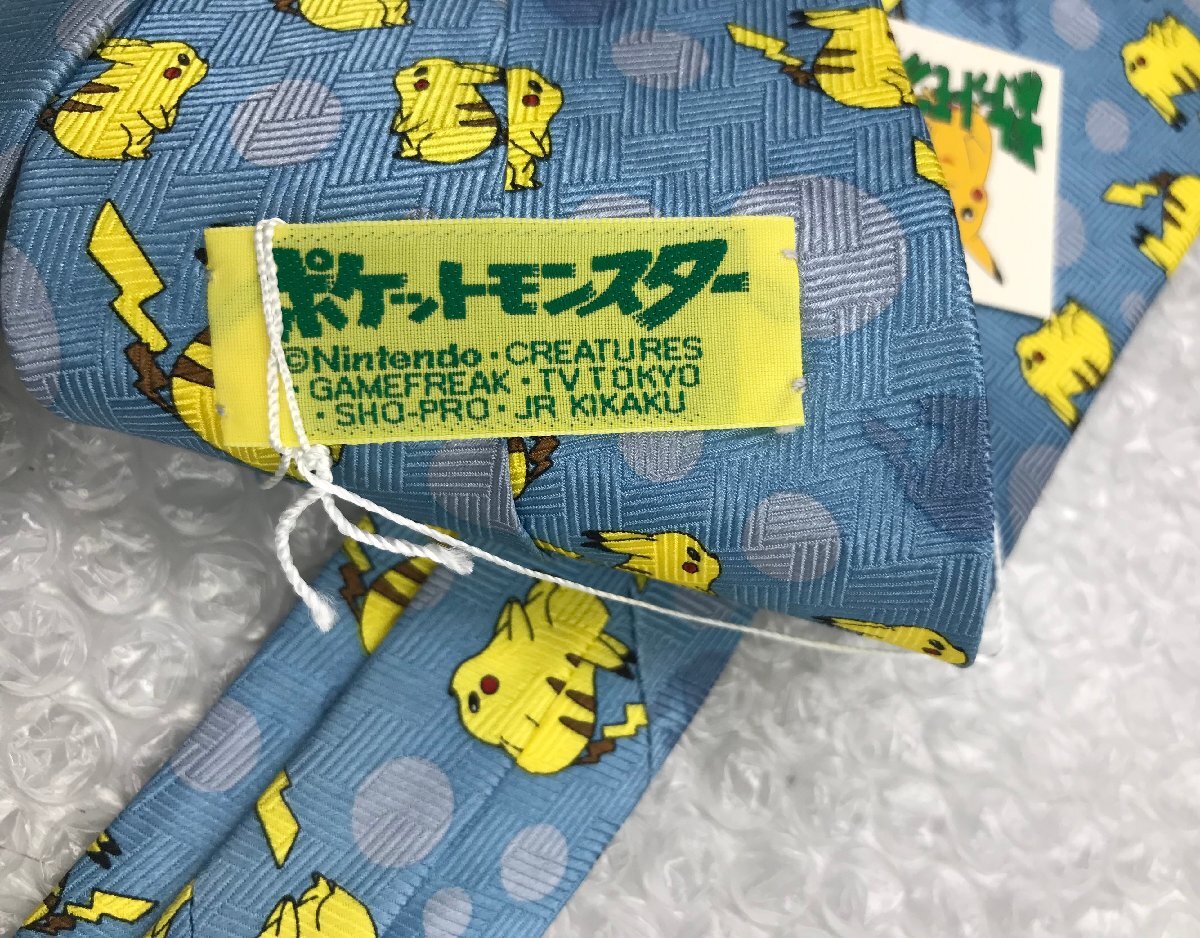 ポケットモンスター
©Nintendo・CREATURES
・GAMEFREAK・TV TOKYO
・SHO-PRO・JR KIKAKU